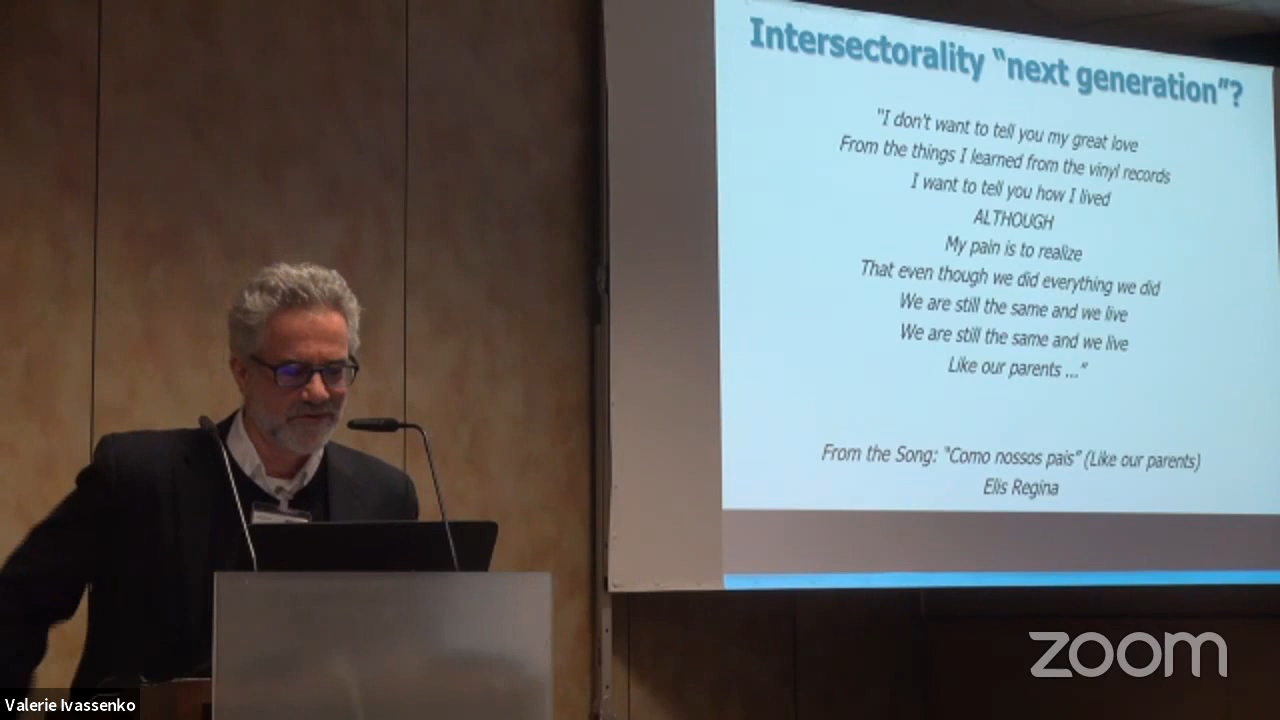 Intersectorality “next generation”?
“I don't want to tell you my great love
From the things I learned from the vinyl records
I want to tell you how I lived
ALTHOUGH
My pain is to realize
That even though we did everything we did
We are still the same and we live
We are still the same and we live
Like our parents ...”
From the Song: “Como nossos pais” (Like our parents)
Elis Regina
zoom
Valerie Ivassenko